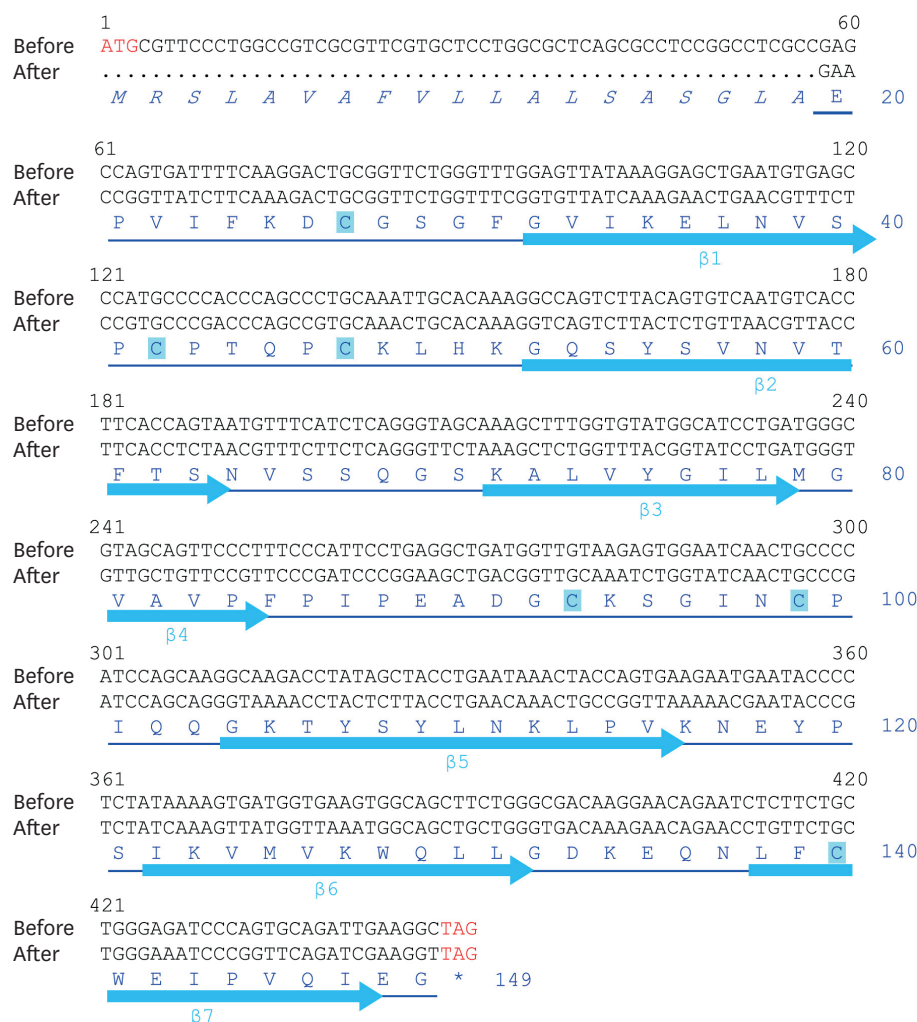 1 60
Before ATGCGTTCCCTGGCCGTCGCGTTCGTGCTCCTGGCGCTCAGCGCCTCCGGCCTCGCCGAG
After .........................................................GAA
M R S L A V A F V L L A L S A S G L A E 20
61 120
Before CCAGTGATTTTCAAGGACTGCGGTTCTGGGTTTGGAGTTATAAAGGAGCTGAATGTGAGC
After CCGGTTATCTTCAAAGACTGCGGTTCTGGTTTCGGTGTTATCAAAGAACTGAACGTTTCT
P V I F K D C G S G F G V I K E L N V S 40
β1
121 180
Before CCATGCCCCACCCAGCCCTGCAAATTGCACAAAGGCCAGTCTTACAGTGTCAATGTCACC
After CCGTGCCCGACCCAGCCGTGCAAACTGCACAAAGGTCAGTCTTACTCTGTTAACGTTACC
P C P T Q P C K L H K G Q S Y S V N V T 60
β2
181 240
Before TTCACCAGTAATGTTTCATCTCAGGGTAGCAAAGCTTTGGTGTATGGCATCCTGATGGGC
After TTCACCTCTAACGTTTCTTCTCAGGGTTCTAAAGCTCTGGTTTACGGTATCCTGATGGGT
F T S N V S S Q G S K A L V Y G I L M G 80
β3
241 300
Before GTAGCAGTTCCCTTTCCCATTCCTGAGGCTGATGGTTGTAAGAGTGGAATCAACTGCCCC
After GTTGCTGTTCCGTTCCCGATCCCGGAAGCTGACGGTTGCAAATCTGGTATCAACTGCCCG
V A V P F P I P E A D G C K S G I N C P 100
β4
301 360
Before ATCCAGCAAGGCAAGACCTATAGCTACCTGAATAAACTACCAGTGAAGAATGAATACCCC
After ATCCAGCAGGGTAAAACCTACTCTTACCTGAACAAACTGCCGGTTAAAAACGAATACCCG
I Q Q G K T Y S Y L N K L P V K N E Y P 120
β5
361 420
Before TCTATAAAAGTGATGGTGAAGTGGCAGCTTCTGGGCGACAAGGAACAGAATCTCTTCTGC
After TCTATCAAAGTTATGGTTAAATGGCAGCTGCTGGGTGACAAAGAACAGAACCTGTTCTGC
S I K V M V K W Q L L G D K E Q N L F C 140
β6
421
Before TGGGAGATCCCAGTGCAGATTGAAGGCTAG
After TGGGAAATCCCGGTTCAGATCGAAGGTTAG
W E I P V Q I E G * 149
β7